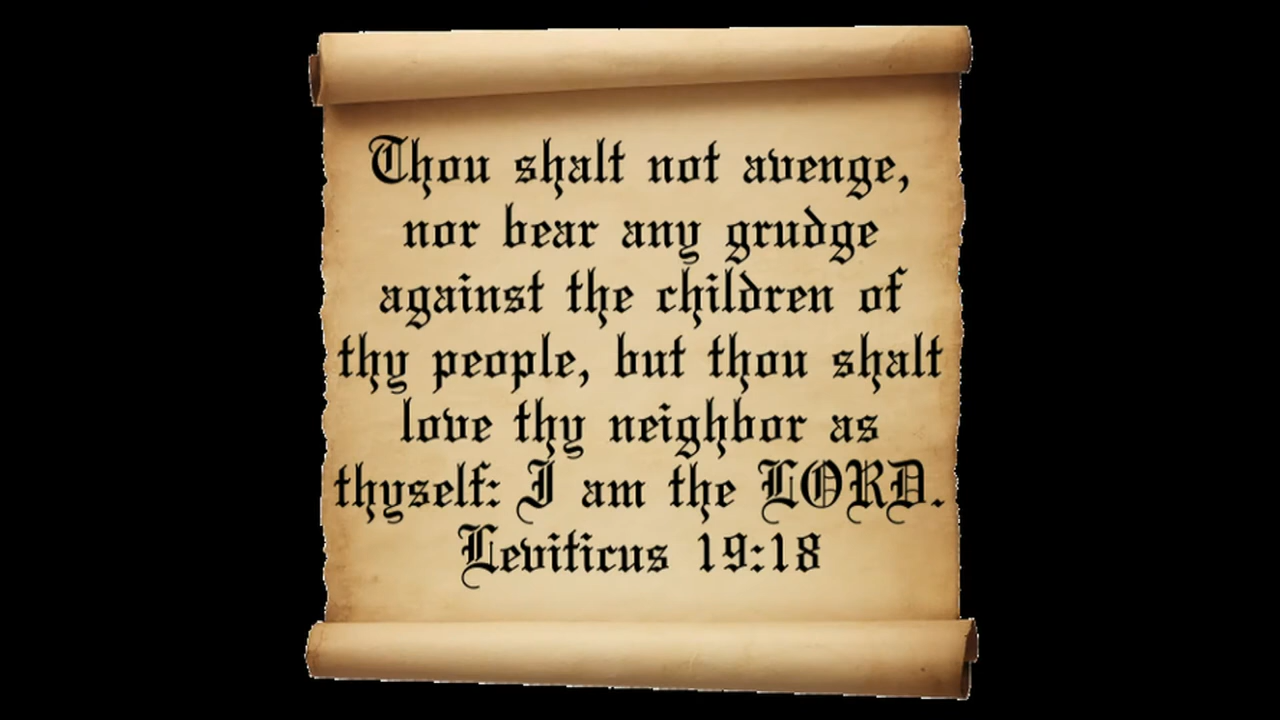 Thou shalt not avenge,
nor bear any grudge
against the children of
thy people, but thou shalt
love thy neighbor as
thyself: I am the LORD.
Leviticus 19:18